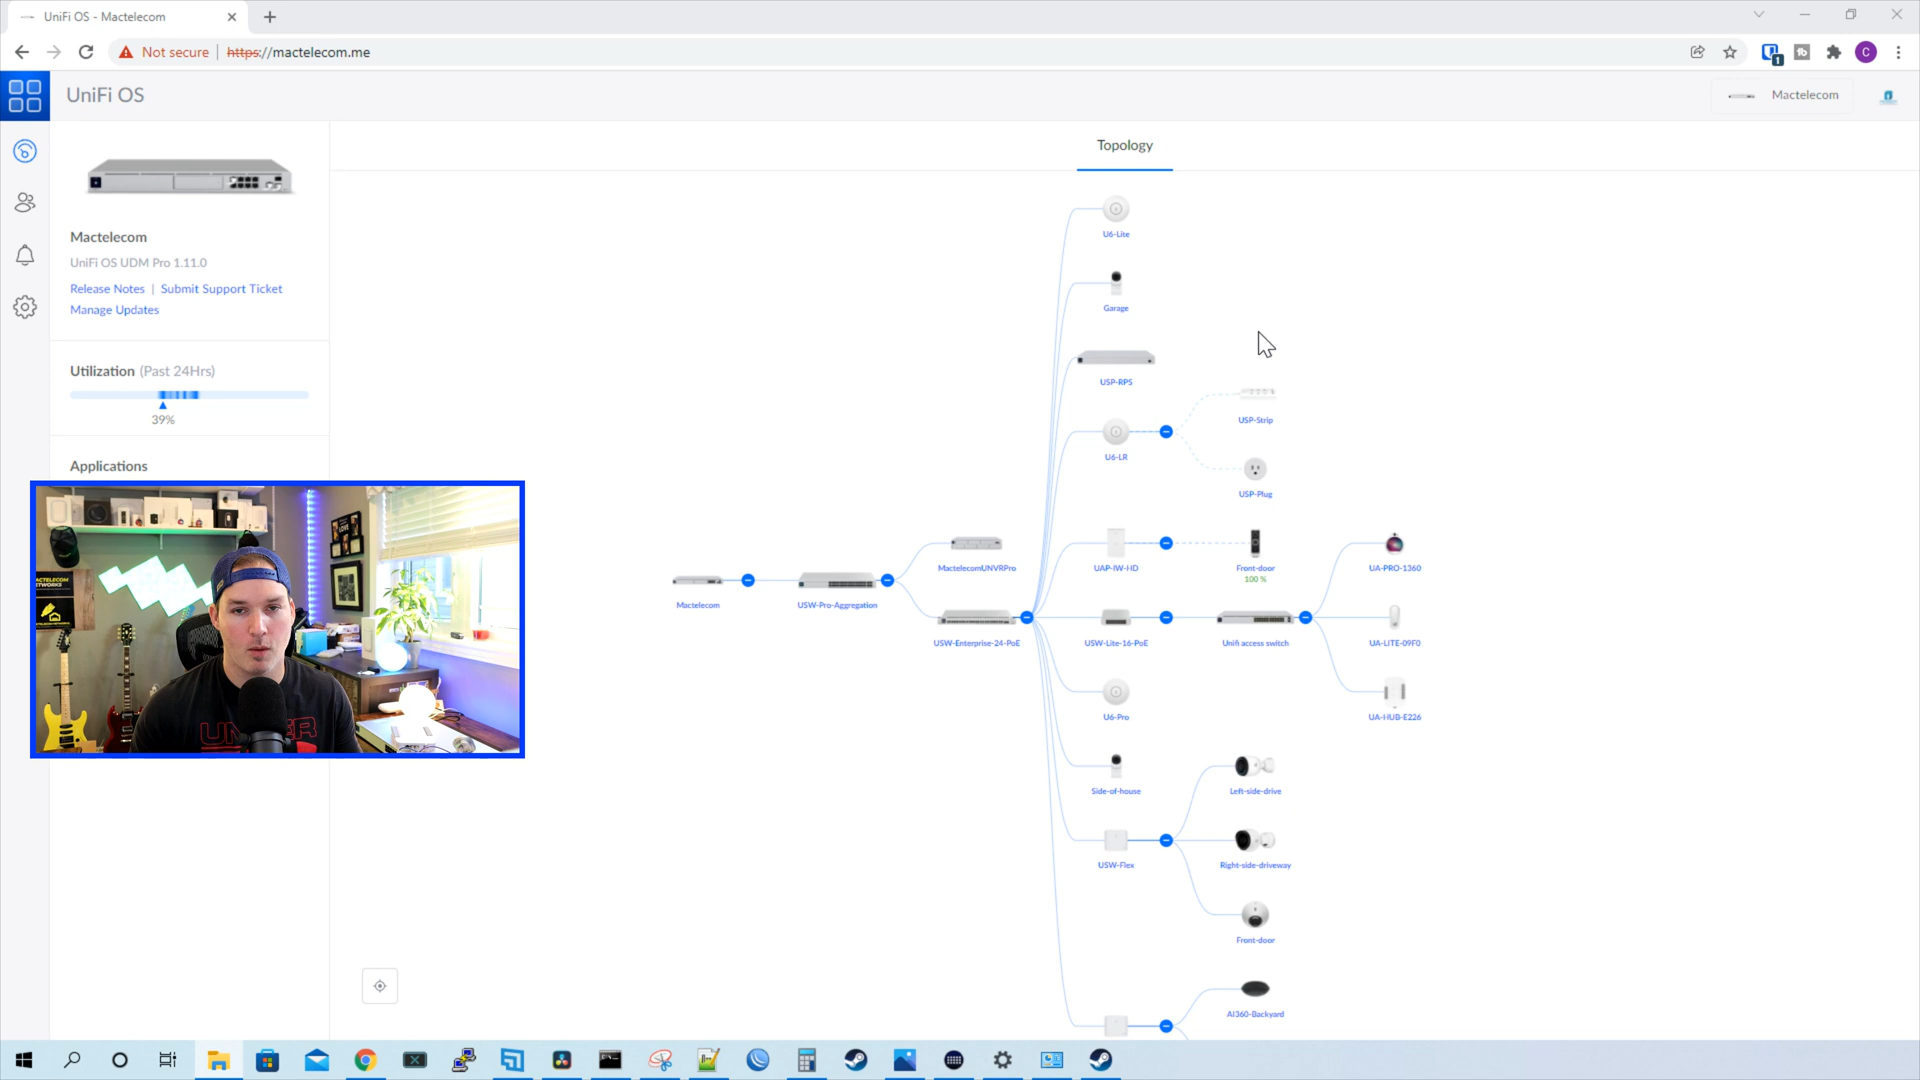 UniFi OS - Mactelecom
Not secure
https://mactelecom.me
1
C
UniFi OS
Mactelecom
Topology
Mactelecom
UniFi OS UDM Pro 1.11.0
Release Notes | Submit Support Ticket
Manage Updates
Utilization (Past 24Hrs)
39%
Applications
U6-Lite
Garage
USP-RPS
USP-Strip
U6-LR
USP-Plug
MactelecomUNVRPro
UAP-IW-HD
Front-door
100 %
UA-PRO-1360
Mactelecom
USW-Pro-Aggregation
USW-Enterprise-24-PoE
USW-Lite-16-PoE
Unifi access switch
UA-LITE-09F0
U6-Pro
UA-HUB-E226
Side-of-house
Left-side-drive
USW-Flex
Right-side-driveway
Front-door
AI360-Backyard
LOVE